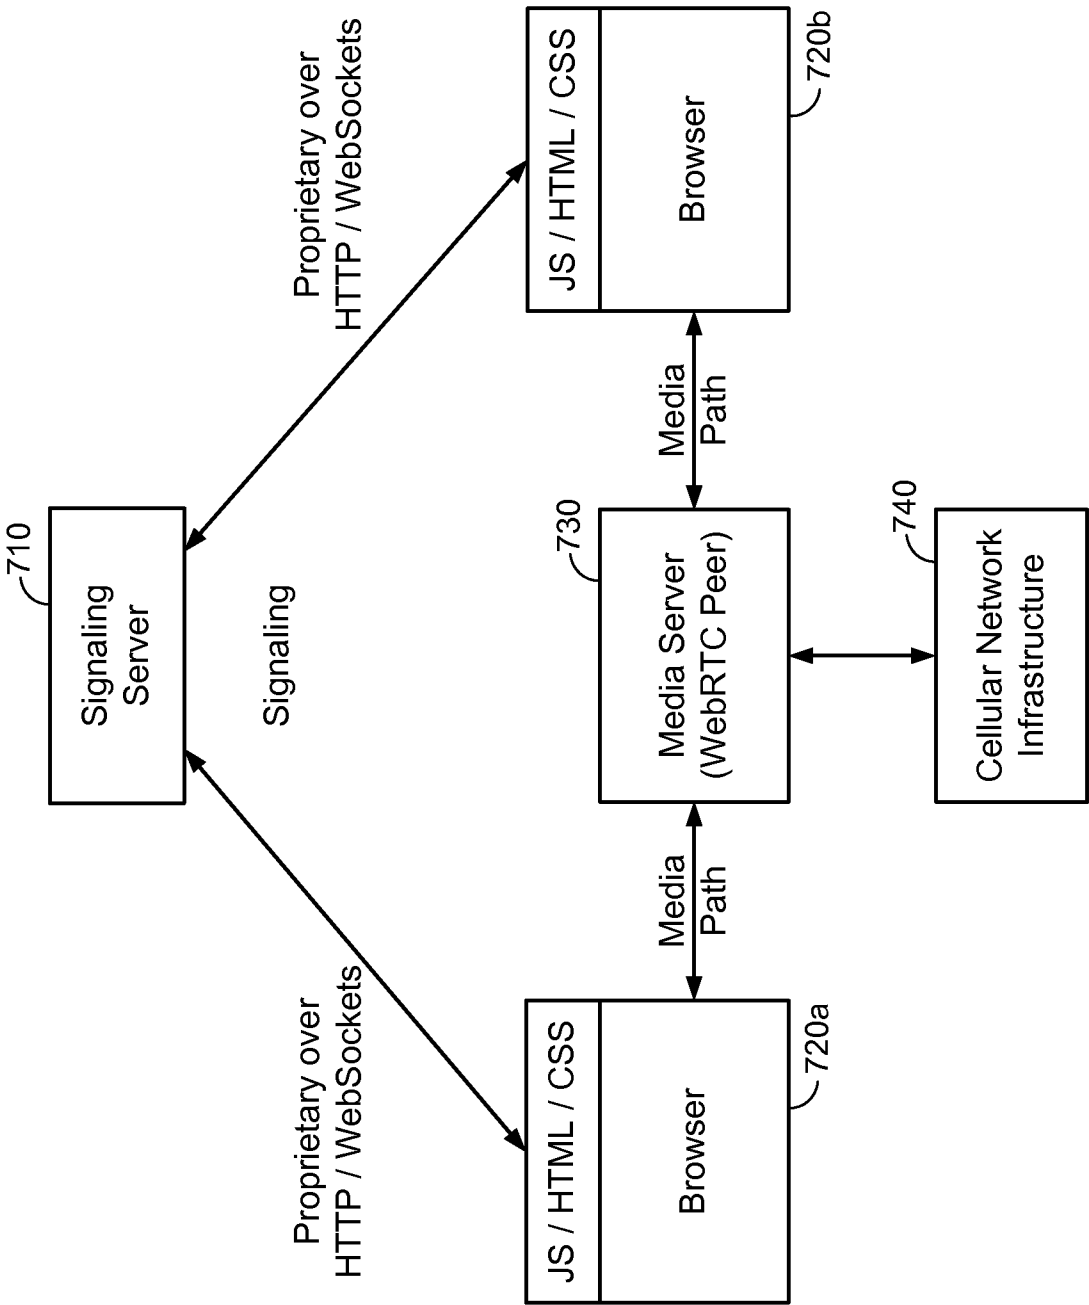 710
Signaling
Server
Signaling
Proprietary over
HTTP / WebSockets
Proprietary over
HTTP / WebSockets
JS / HTML / CSS
Browser
720a
Media
Path
730
Media Server
(WebRTC Peer)
Media
Path
JS / HTML / CSS
Browser
720b
740
Cellular Network
Infrastructure